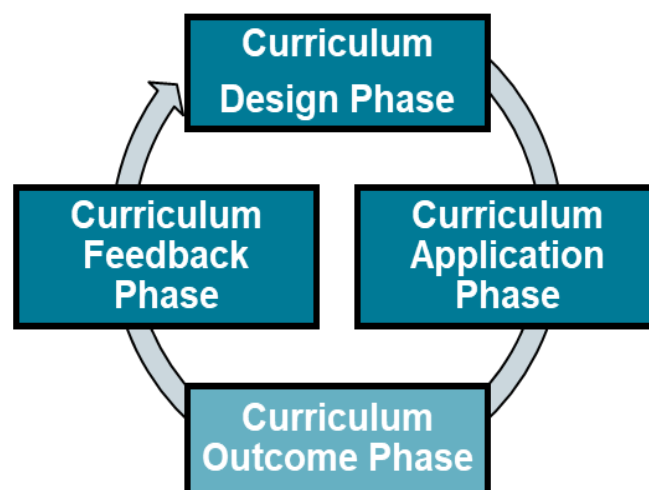 Curriculum
Design Phase
Curriculum
Feedback
Phase
Curriculum
Application
Phase
Curriculum
Outcome Phase